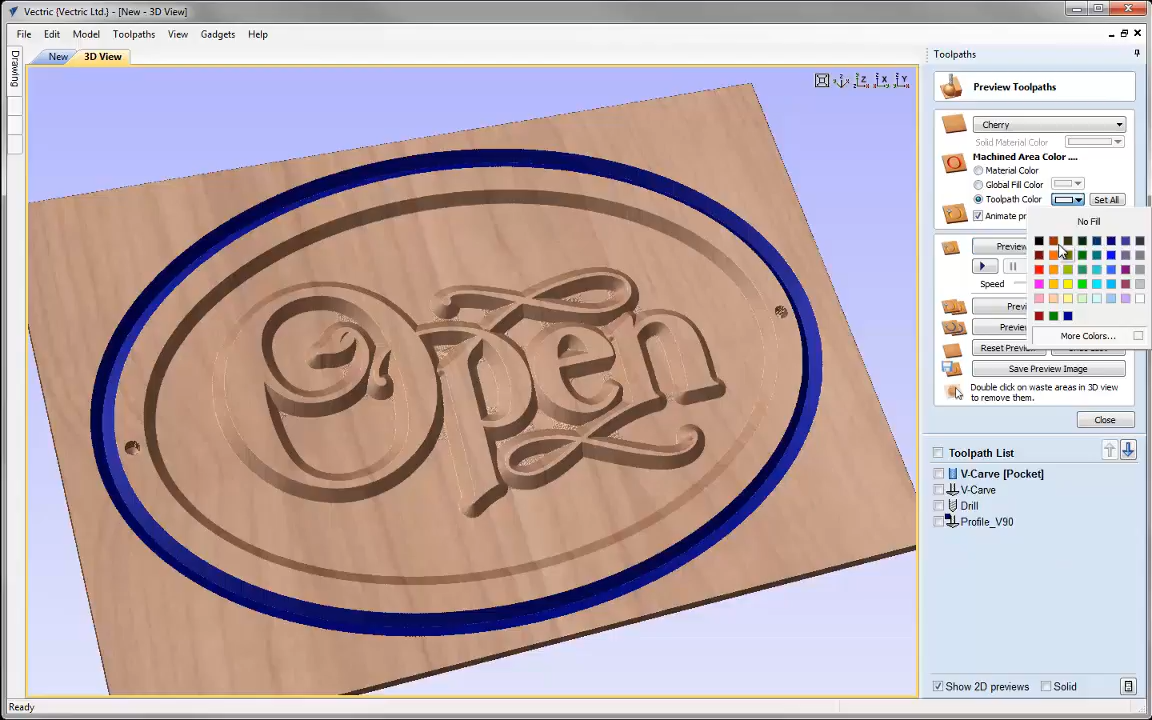 Vectric {Vectric Ltd.} - [New - 3D View]
File Edit Model Toolpaths View Gadgets Help
Drawing
New 3D View
Z X Y
Open
Toolpaths
Preview Toolpaths
Cherry
Solid Material Color
Machined Area Color ....
Material Color
Global Fill Color
Toolpath Color Set All
Animate pr
No Fill
Preview
Speed
Previ
Previ
More Colors...
Reset Preview
Save Preview Image
Double click on waste areas in 3D view
to remove them.
Close
Toolpath List
V-Carve [Pocket]
V-Carve
Drill
Profile_V90
Show 2D previews Solid
Ready